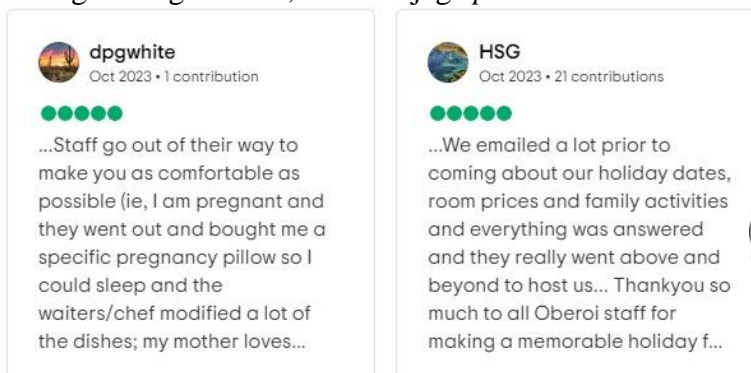 dpgwhite
Oct 2023 • 1 contribution
...Staff go out of their way to
make you as comfortable as
possible (ie, I am pregnant and
they went out and bought me a
specific pregnancy pillow so I
could sleep and the
waiters/chef modified a lot of
the dishes; my mother loves...
HSG
Oct 2023 • 21 contributions
...We emailed a lot prior to
coming about our holiday dates,
room prices and family activities
and everything was answered
and they really went above and
beyond to host us... Thankyou so
much to all Oberoi staff for
making a memorable holiday f...